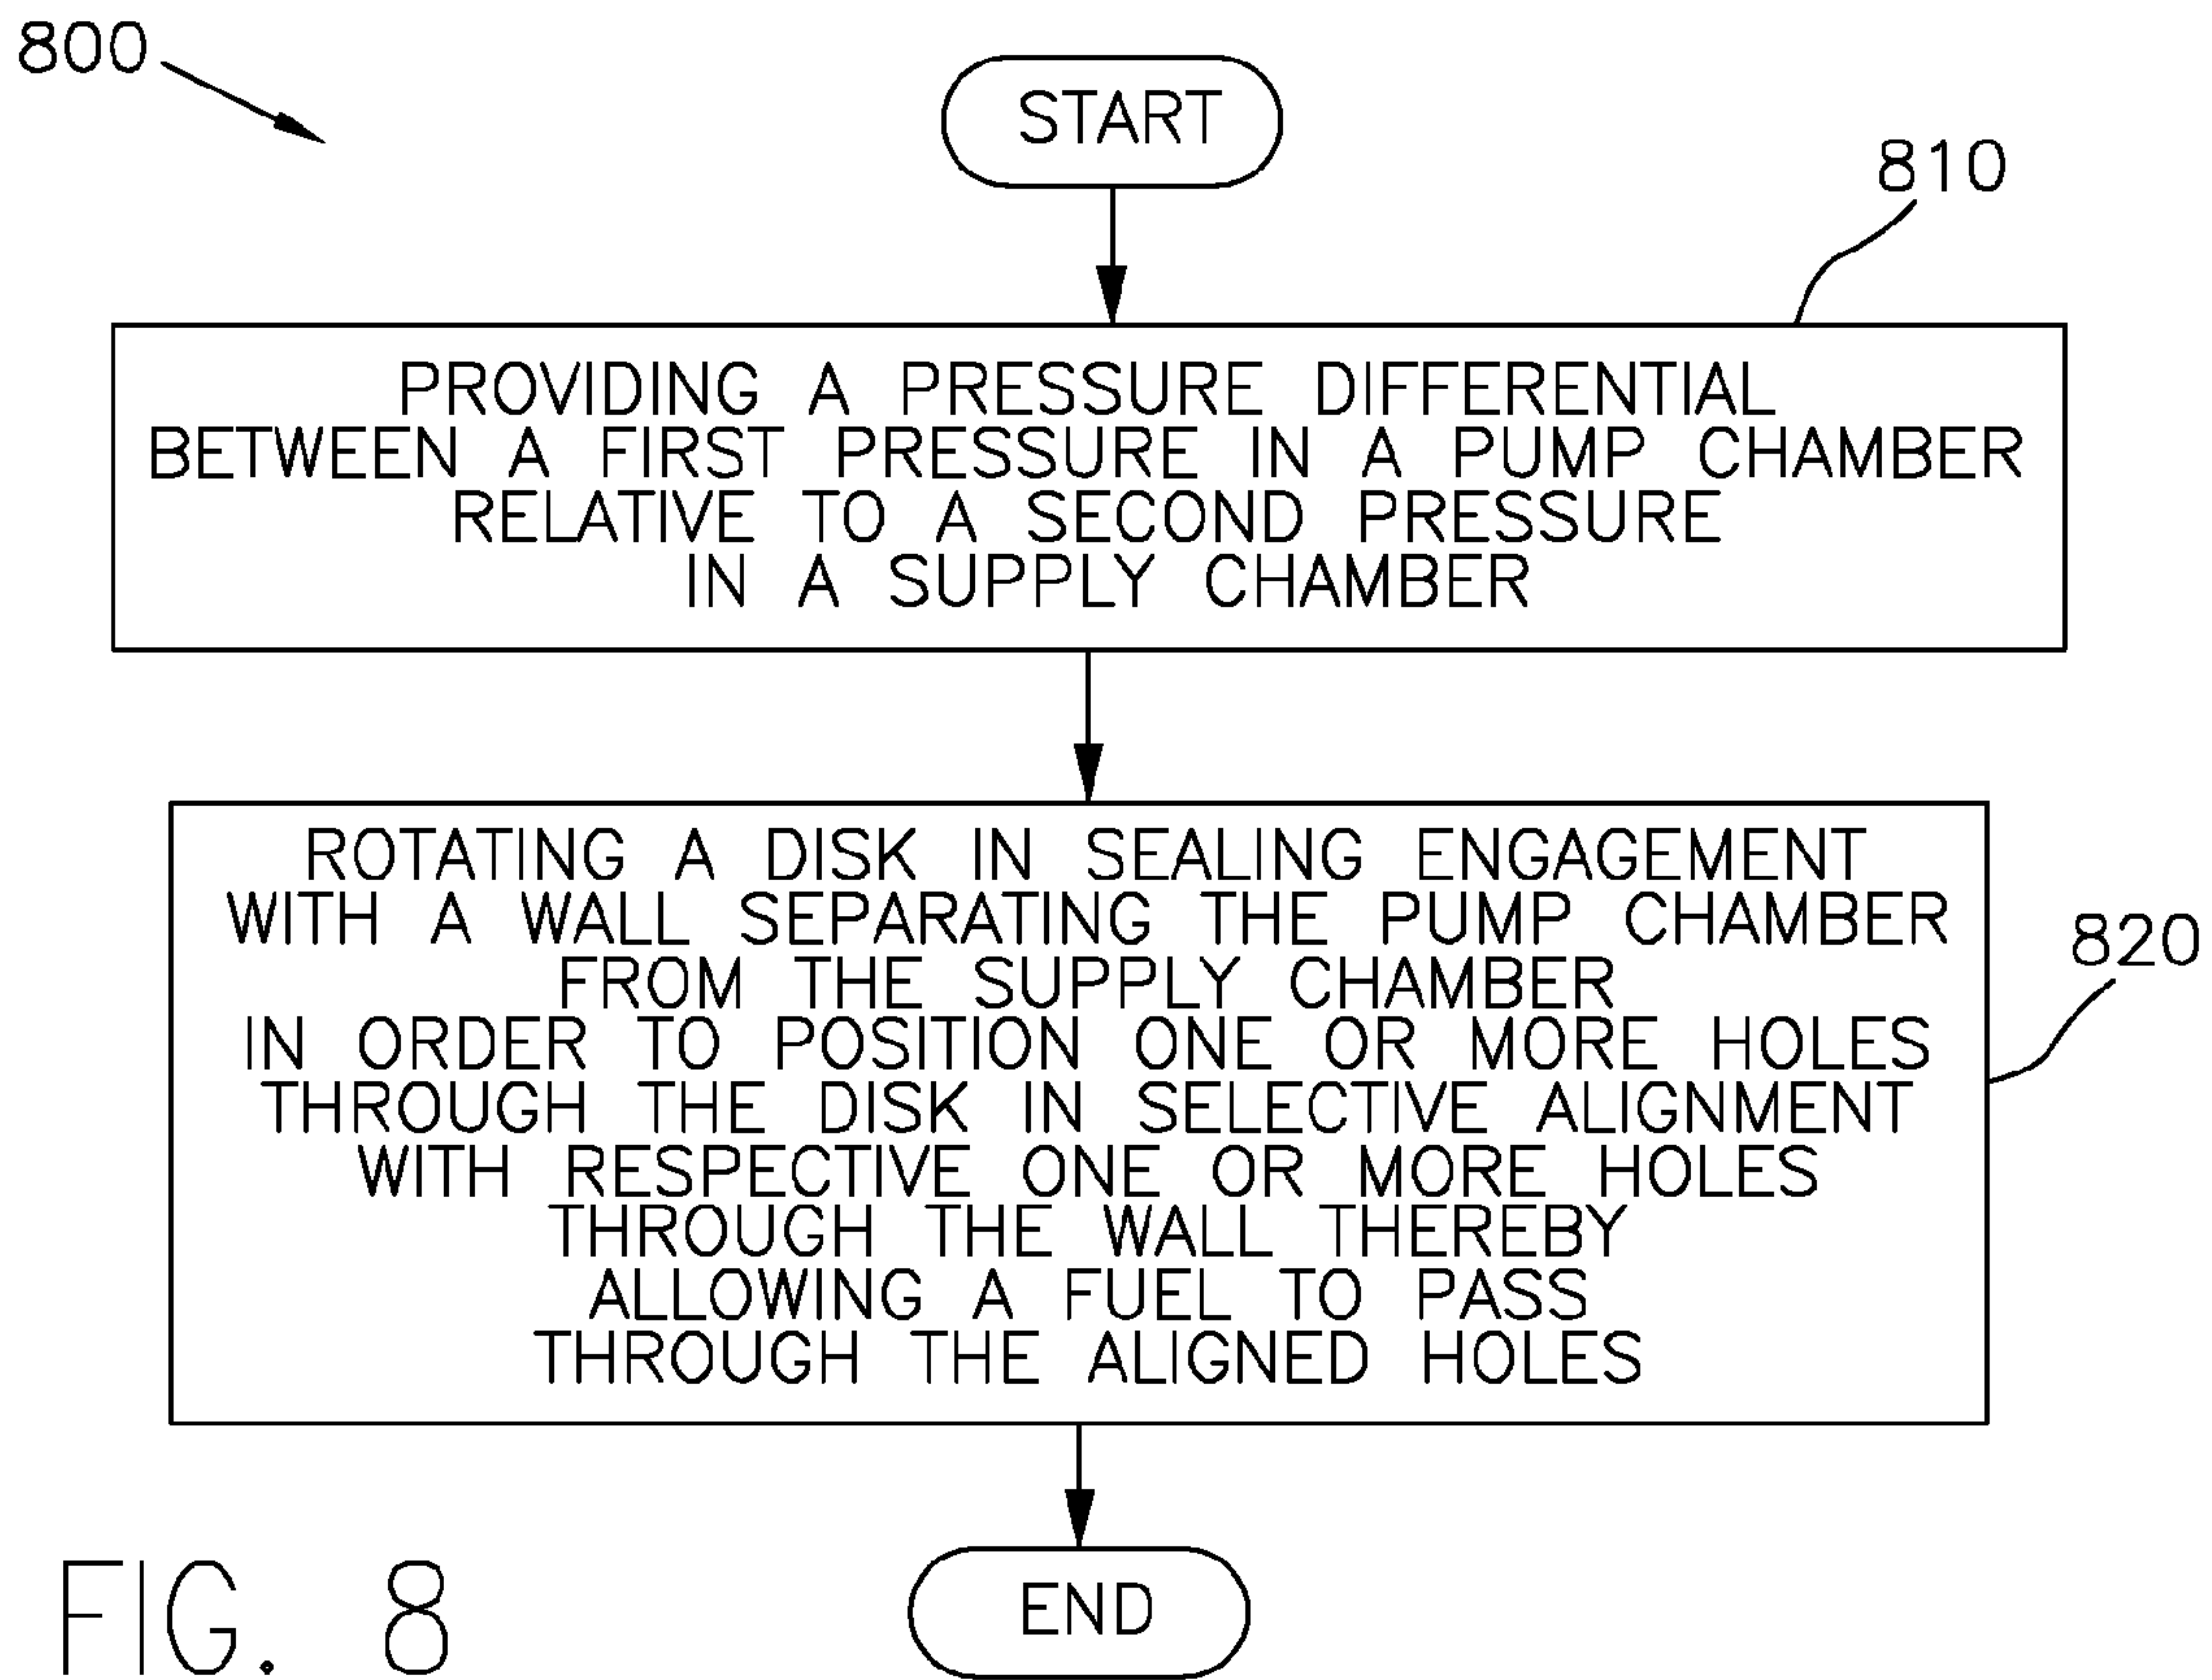 800
START
810
PROVIDING A PRESSURE DIFFERENTIAL
BETWEEN A FIRST PRESSURE IN A PUMP CHAMBER
RELATIVE TO A SECOND PRESSURE
IN A SUPPLY CHAMBER
ROTATING A DISK IN SEALING ENGAGEMENT
WITH A WALL SEPARATING THE PUMP CHAMBER
FROM THE SUPPLY CHAMBER
IN ORDER TO POSITION ONE OR MORE HOLES
THROUGH THE DISK IN SELECTIVE ALIGNMENT
WITH RESPECTIVE ONE OR MORE HOLES
THROUGH THE WALL THEREBY
ALLOWING A FUEL TO PASS
THROUGH THE ALIGNED HOLES
820
END
FIG. 8